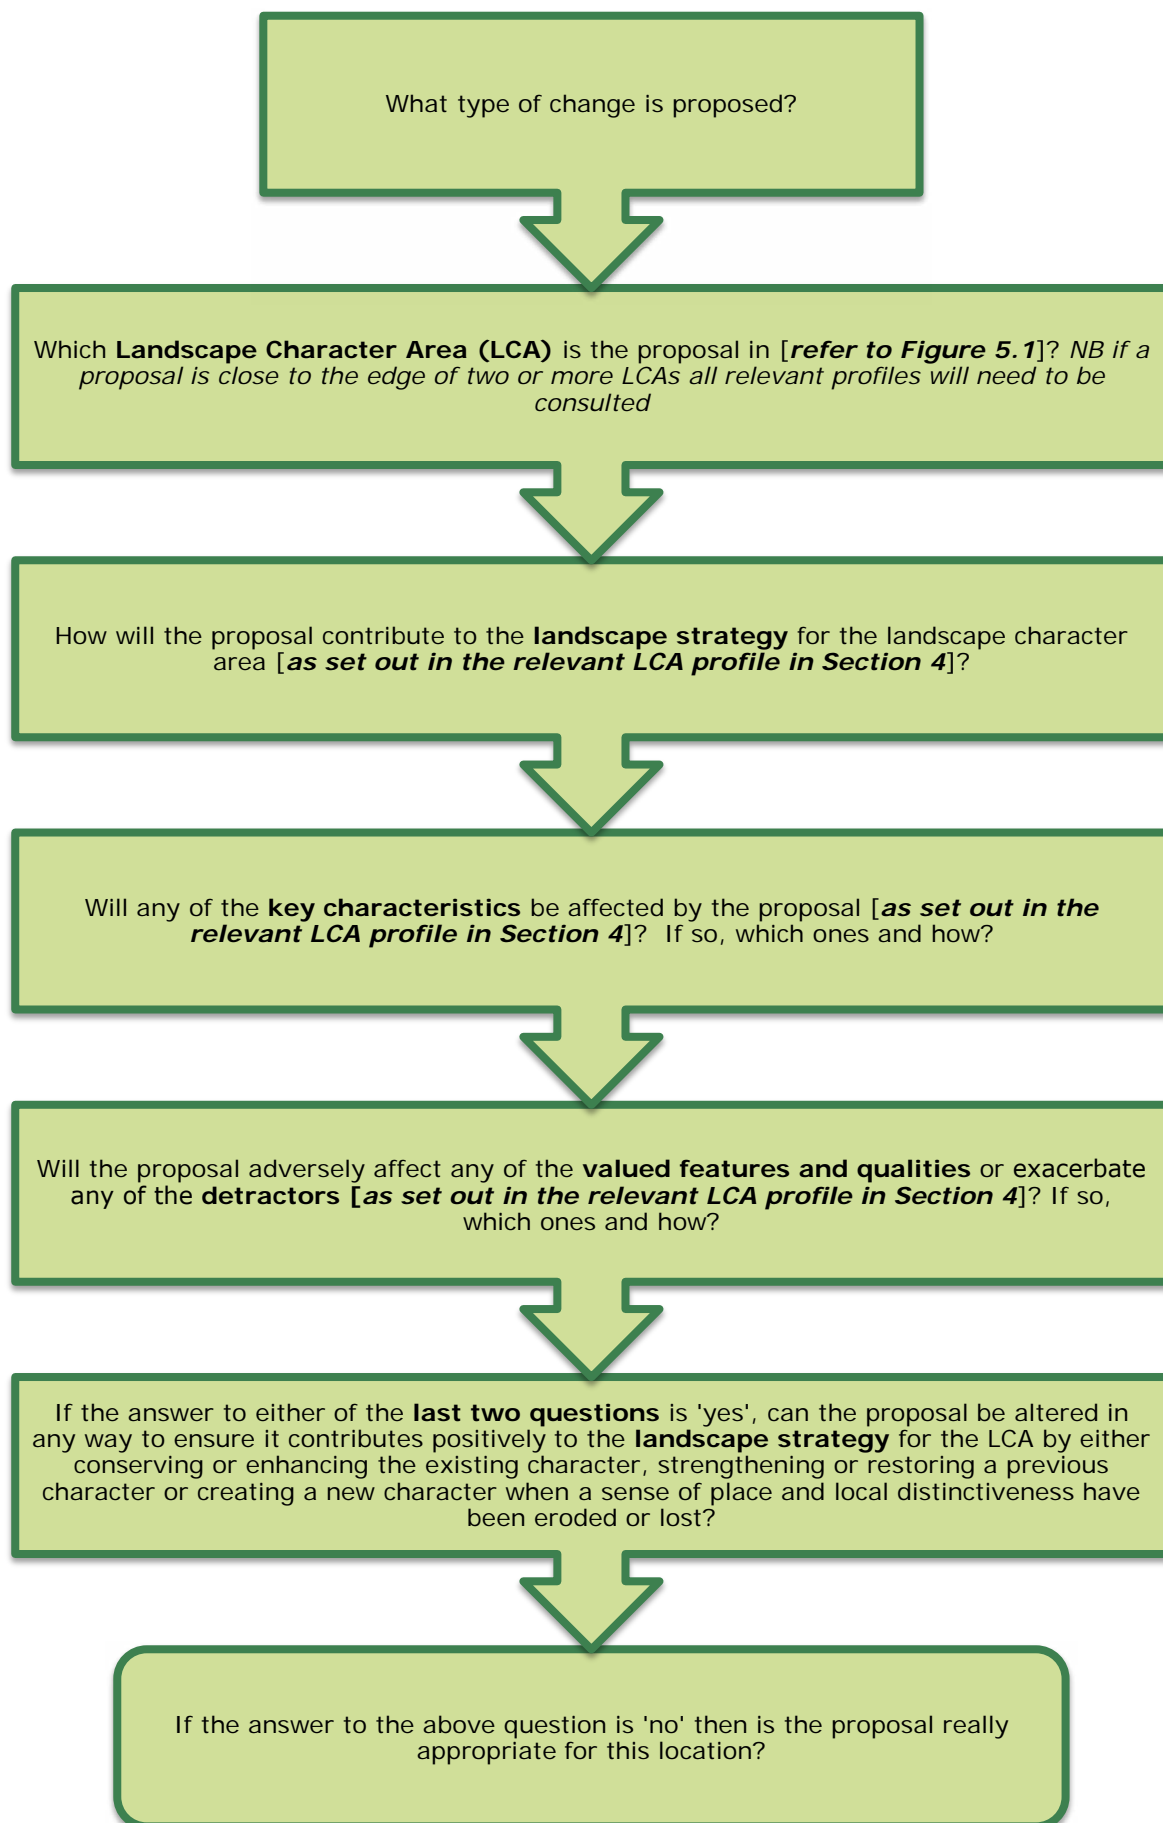 What type of change is proposed?
Which Landscape Character Area (LCA) is the proposal in [refer to Figure 5.1]? NB if a
proposal is close to the edge of two or more LCAs all relevant profiles will need to be
consulted
How will the proposal contribute to the landscape strategy for the landscape character
area [as set out in the relevant LCA profile in Section 4]?
Will any of the key characteristics be affected by the proposal [as set out in the
relevant LCA profile in Section 4]?  If so, which ones and how?
Will the proposal adversely affect any of the valued features and qualities or exacerbate
any of the detractors [as set out in the relevant LCA profile in Section 4]? If so,
which ones and how?
If the answer to either of the last two questions is 'yes', can the proposal be altered in
any way to ensure it contributes positively to the landscape strategy for the LCA by either
conserving or enhancing the existing character, strengthening or restoring a previous
character or creating a new character when a sense of place and local distinctiveness have
been eroded or lost?
If the answer to the above question is 'no' then is the proposal really
appropriate for this location?